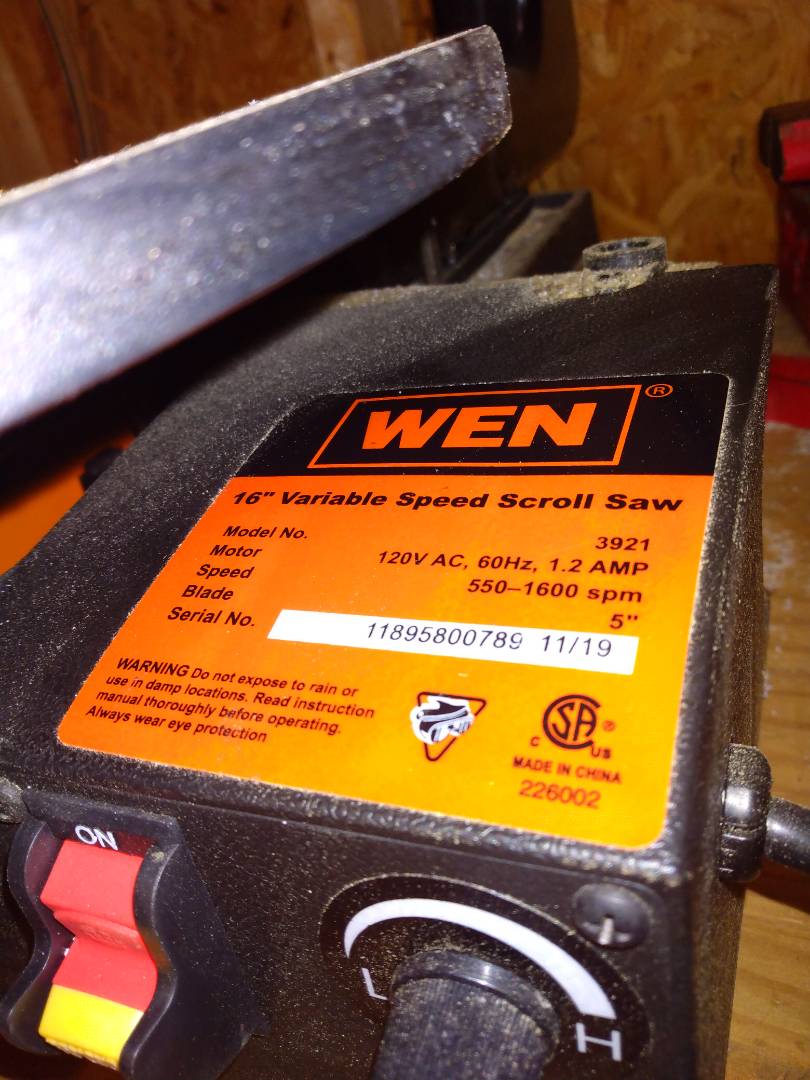 WEN®
16" Variable Speed Scroll Saw
Model No. 3921
Motor 120V AC, 60Hz, 1.2 AMP
Speed 550–1600 spm
Blade 5"
Serial No. 11895800789 11/19
WARNING Do not expose to rain or
use in damp locations. Read instruction
manual thoroughly before operating.
Always wear eye protection
C SA® US
MADE IN CHINA
226002
ON
L
H